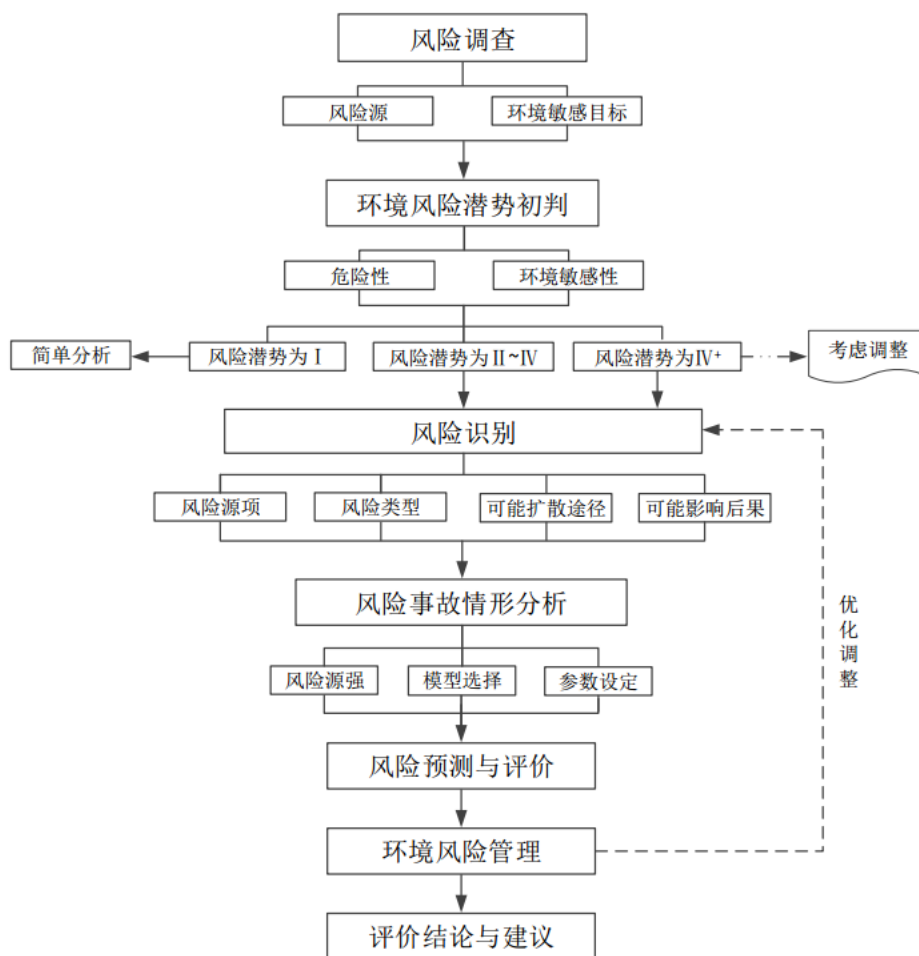 风险调查
风险源
环境敏感目标
环境风险潜势初判
危险性
环境敏感性
简单分析
风险潜势为Ⅰ
风险潜势为Ⅱ~Ⅳ
风险潜势为Ⅳ⁺
考虑调整
风险识别
风险源项
风险类型
可能扩散途径
可能影响后果
风险事故情形分析
优化调整
风险源强
模型选择
参数设定
风险预测与评价
环境风险管理
评价结论与建议